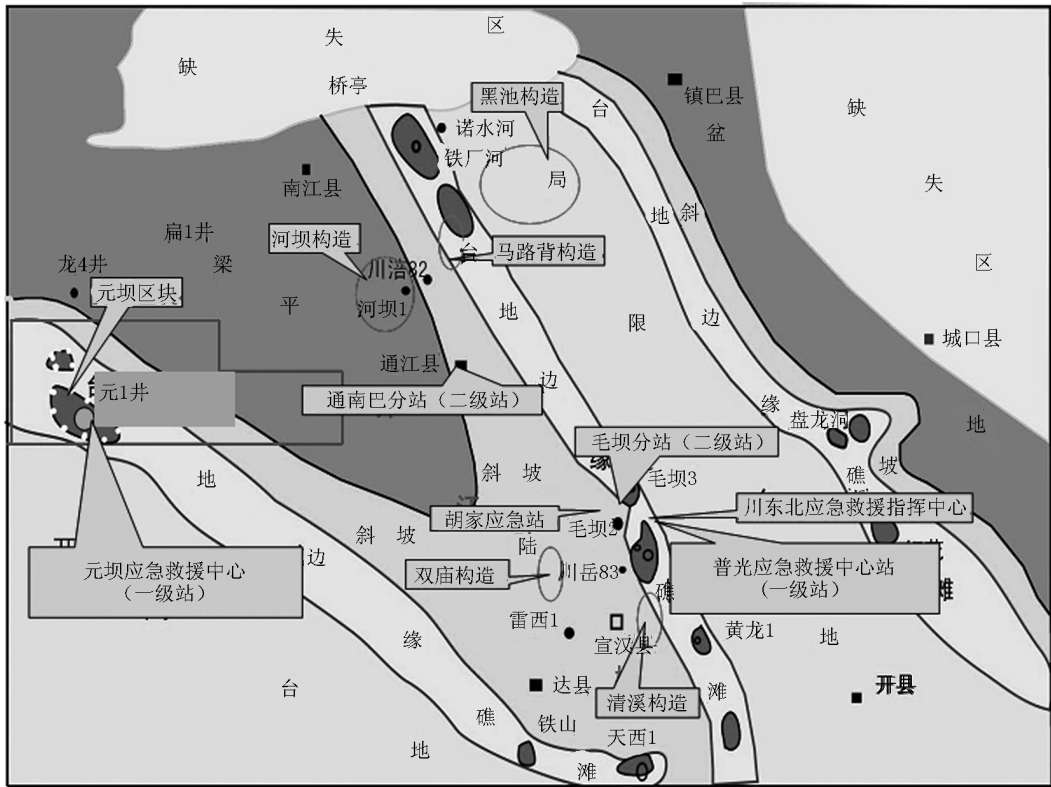 区
失
缺
桥亭
黑池构造
台
镇巴县
盆
缺
诺水河
铁厂河
局
失
南江县
地
斜
扁1井
河坝构造
台
马路背构造
龙4井
梁
川涪82
区
元坝区块
平
河坝1
地
限
边
城口县
通江县
边
元1井
通南巴分站（二级站）
缘
盘龙洞
地
毛坝分站（二级站）
缘
地
斜
坡
毛坝3
礁
坡
川东北应急救援指挥中心
胡家应急站
毛坝2
斜
坡
陆
边
元坝应急救援中心
（一级站）
双庙构造
川岳83
普光应急救援中心站
（一级站）
礁
滩
雷西1
宣汉县
黄龙1
地
缘
台
达县
清溪构造
滩
开县
礁
铁山
地
天西1
滩